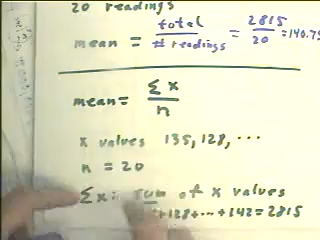 20 readings
mean = total / # readings = 2815 / 20 = 140.75
mean = Σx / n
x values 135, 128, ...
n = 20
Σx: sum of x values
+128+...+142=2815